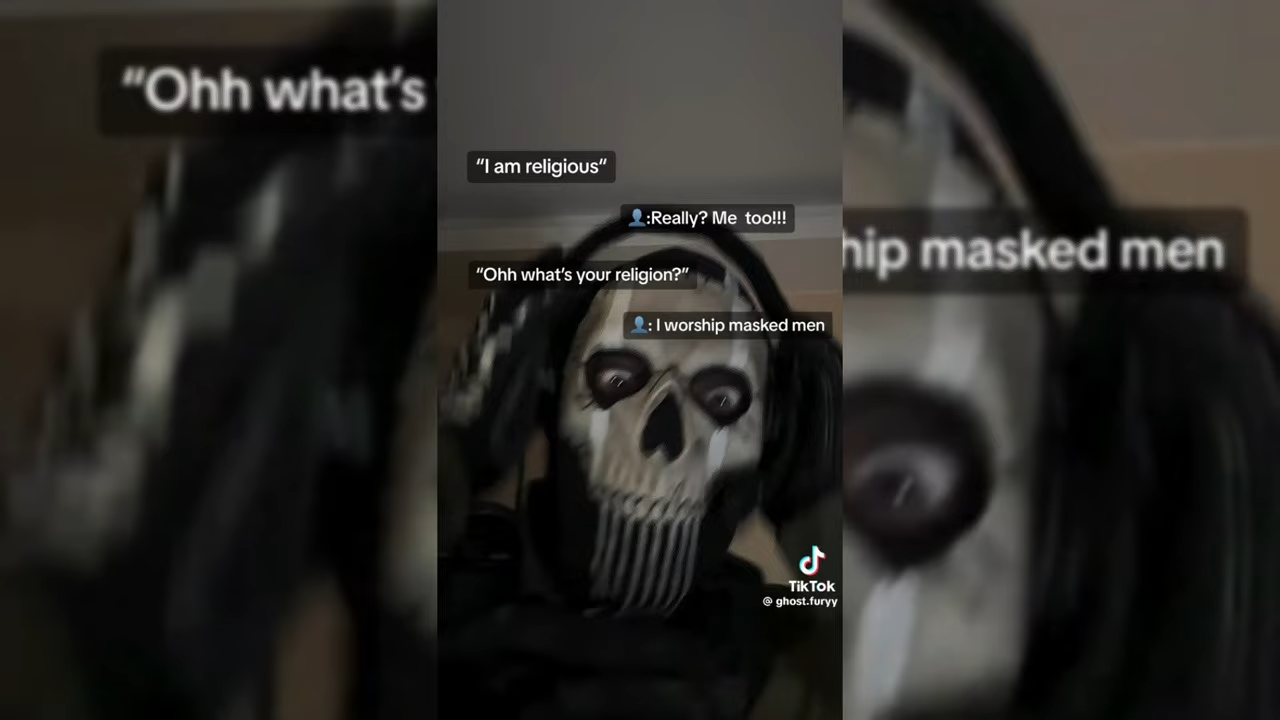 "Ohh what's
"I am religious"
👤:Really? Me too!!!
"Ohh what's your religion?"
hip masked men
👤: I worship masked men
TikTok
@ ghost.furyy